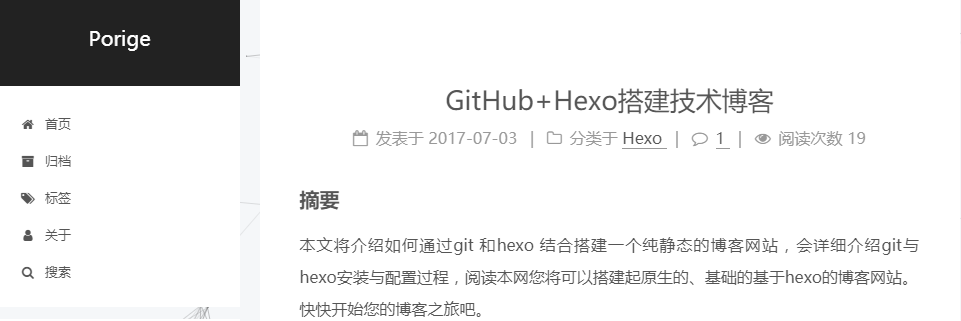 Porige
首页
归档
标签
关于
搜索
GitHub+Hexo搭建技术博客
发表于 2017-07-03 | 分类于 Hexo | 1 | 阅读次数 19
摘要
本文将介绍如何通过git 和hexo 结合搭建一个纯静态的博客网站，会详细介绍git与
hexo安装与配置过程，阅读本网您将可以搭建起原生的、基础的基于hexo的博客网站。
快快开始您的博客之旅吧。